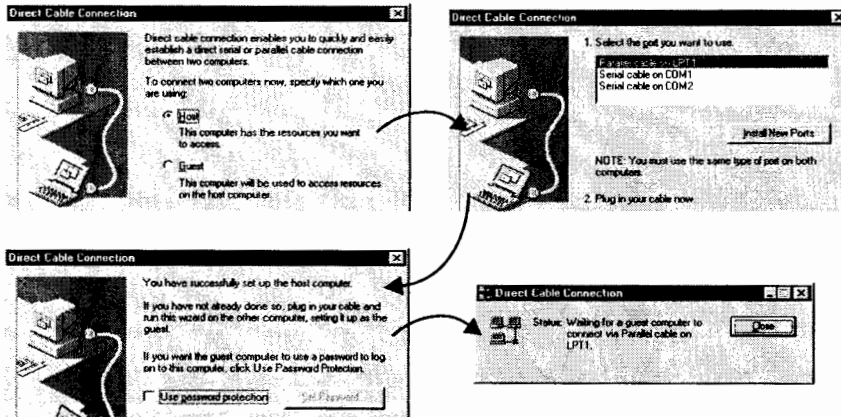 Direct Cable Connection
Direct cable connection enables you to quickly and easily
establish a direct serial or parallel cable connection
between two computers.
To connect two computers now, specify which one you
are using:
Host
This computer has the resources you want
to access.
Guest
This computer will be used to access resources
on the host computer.
Direct Cable Connection
1. Select the port you want to use.
Parallel cable on LPT1
Serial cable on COM1
Serial cable on COM2
Install New Ports
NOTE: You must use the same type of port on both
computers.
2. Plug in your cable now.
Direct Cable Connection
You have successfully set up the host computer.
If you have not already done so, plug in your cable and
run this wizard on the other computer, setting it up as the
guest.
If you want the guest computer to use a password to log
on to this computer, click Use Password Protection.
Use password protection
Set Password...
Direct Cable Connection
Status: Waiting for a guest computer to
connect via Parallel cable on
LPT1.
Close